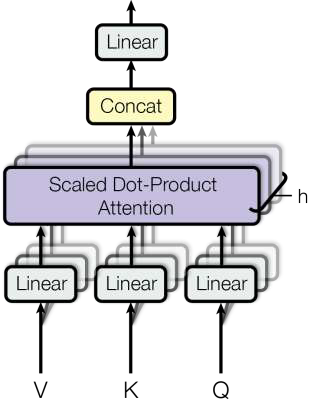 Linear
Concat
Scaled Dot-Product
Attention
h
Linear
Linear
Linear
V
K
Q